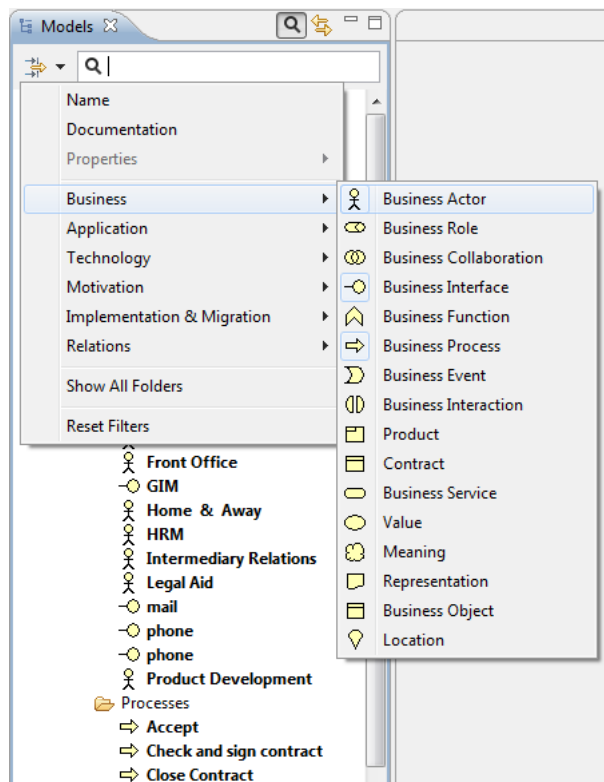 Models
Name
Documentation
Properties
Business
Application
Technology
Motivation
Implementation & Migration
Relations
Show All Folders
Reset Filters
Business Actor
Business Role
Business Collaboration
Business Interface
Business Function
Business Process
Business Event
Business Interaction
Product
Contract
Business Service
Value
Meaning
Representation
Business Object
Location
Front Office
GIM
Home & Away
HRM
Intermediary Relations
Legal Aid
mail
phone
phone
Product Development
Processes
Accept
Check and sign contract
Close Contract